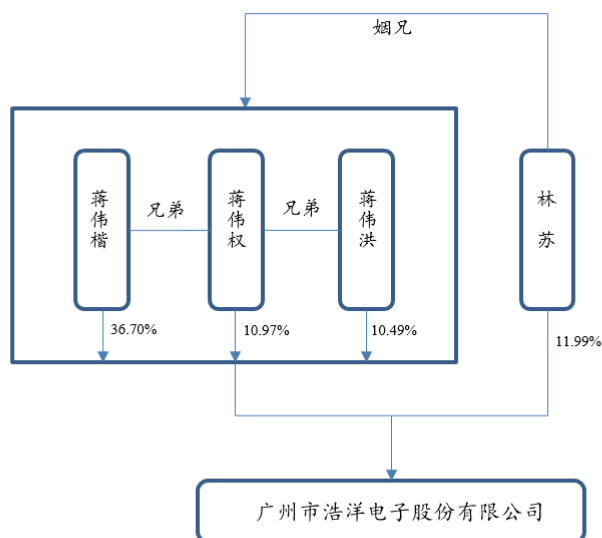 姻兄
蒋伟楷
兄弟
蒋伟权
兄弟
蒋伟洪
林苏
36.70%
10.97%
10.49%
11.99%
广州市浩洋电子股份有限公司